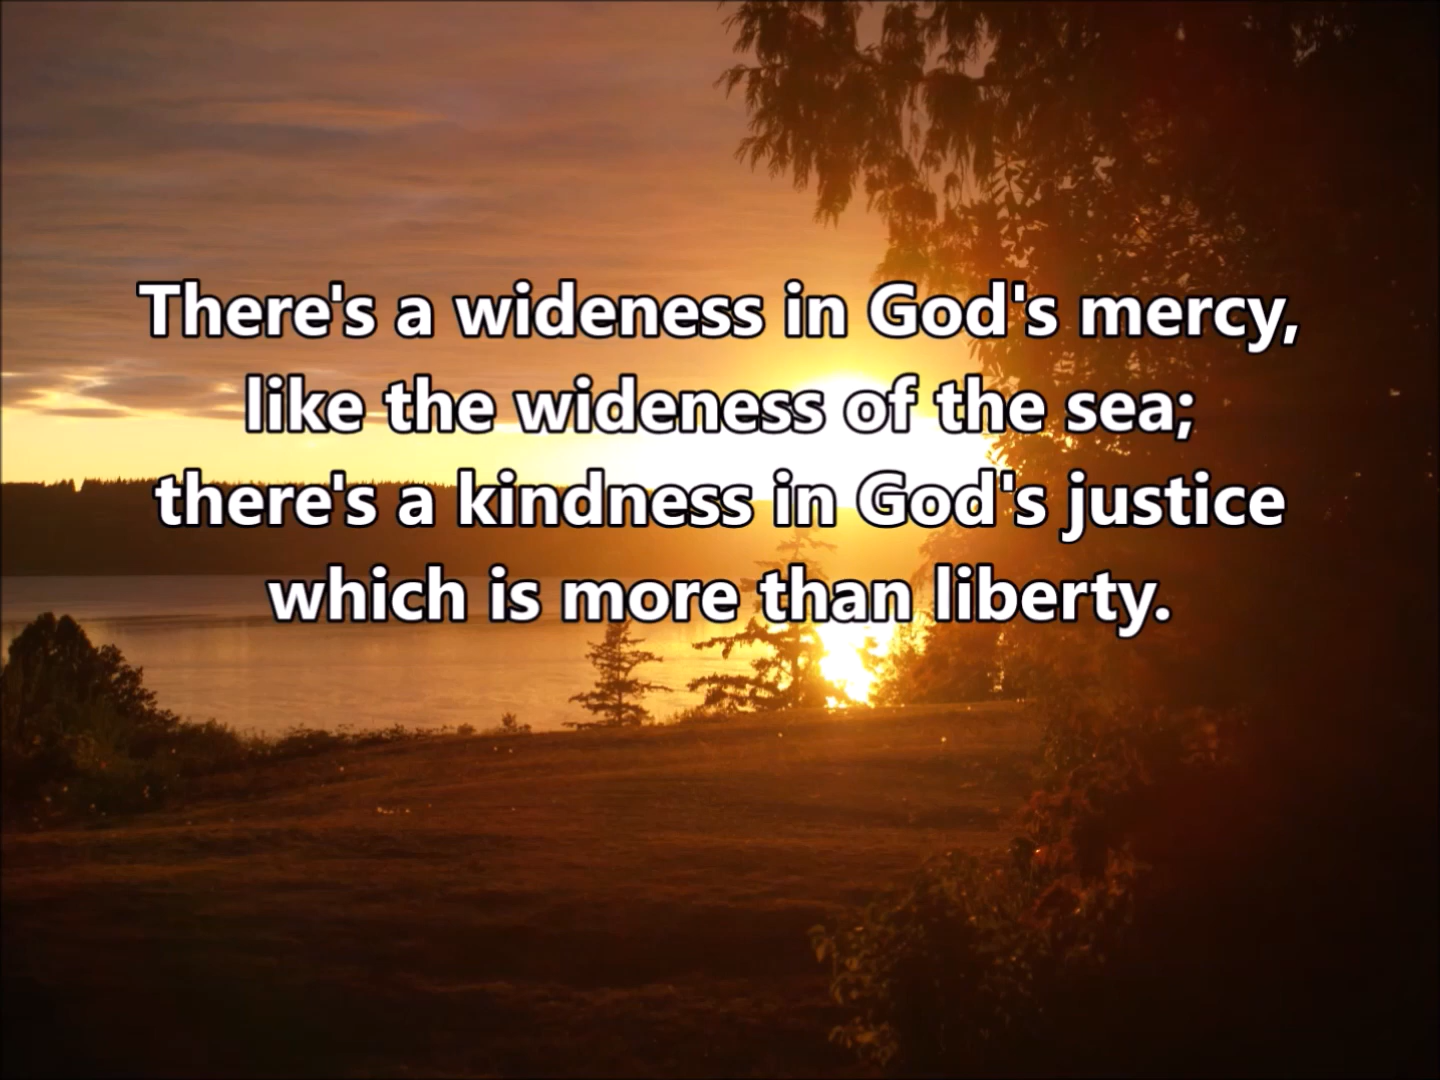 There's a wideness in God's mercy,
like the wideness of the sea;
there's a kindness in God's justice
which is more than liberty.